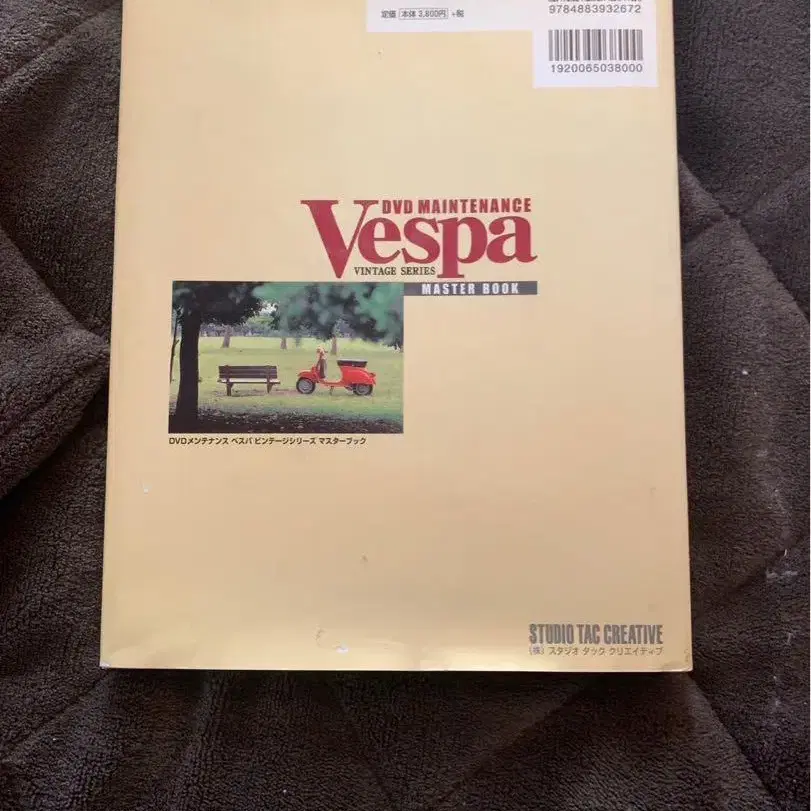 9784883932672
定価 本体 3,800円 +税
1920065038000
DVD MAINTENANCE
Vespa
VINTAGE SERIES
MASTER BOOK
DVDメンテナンス ベスパ ビンテージシリーズ マスターブック
STUDIO TAC CREATIVE
(株) スタジオ タック クリエイティブ